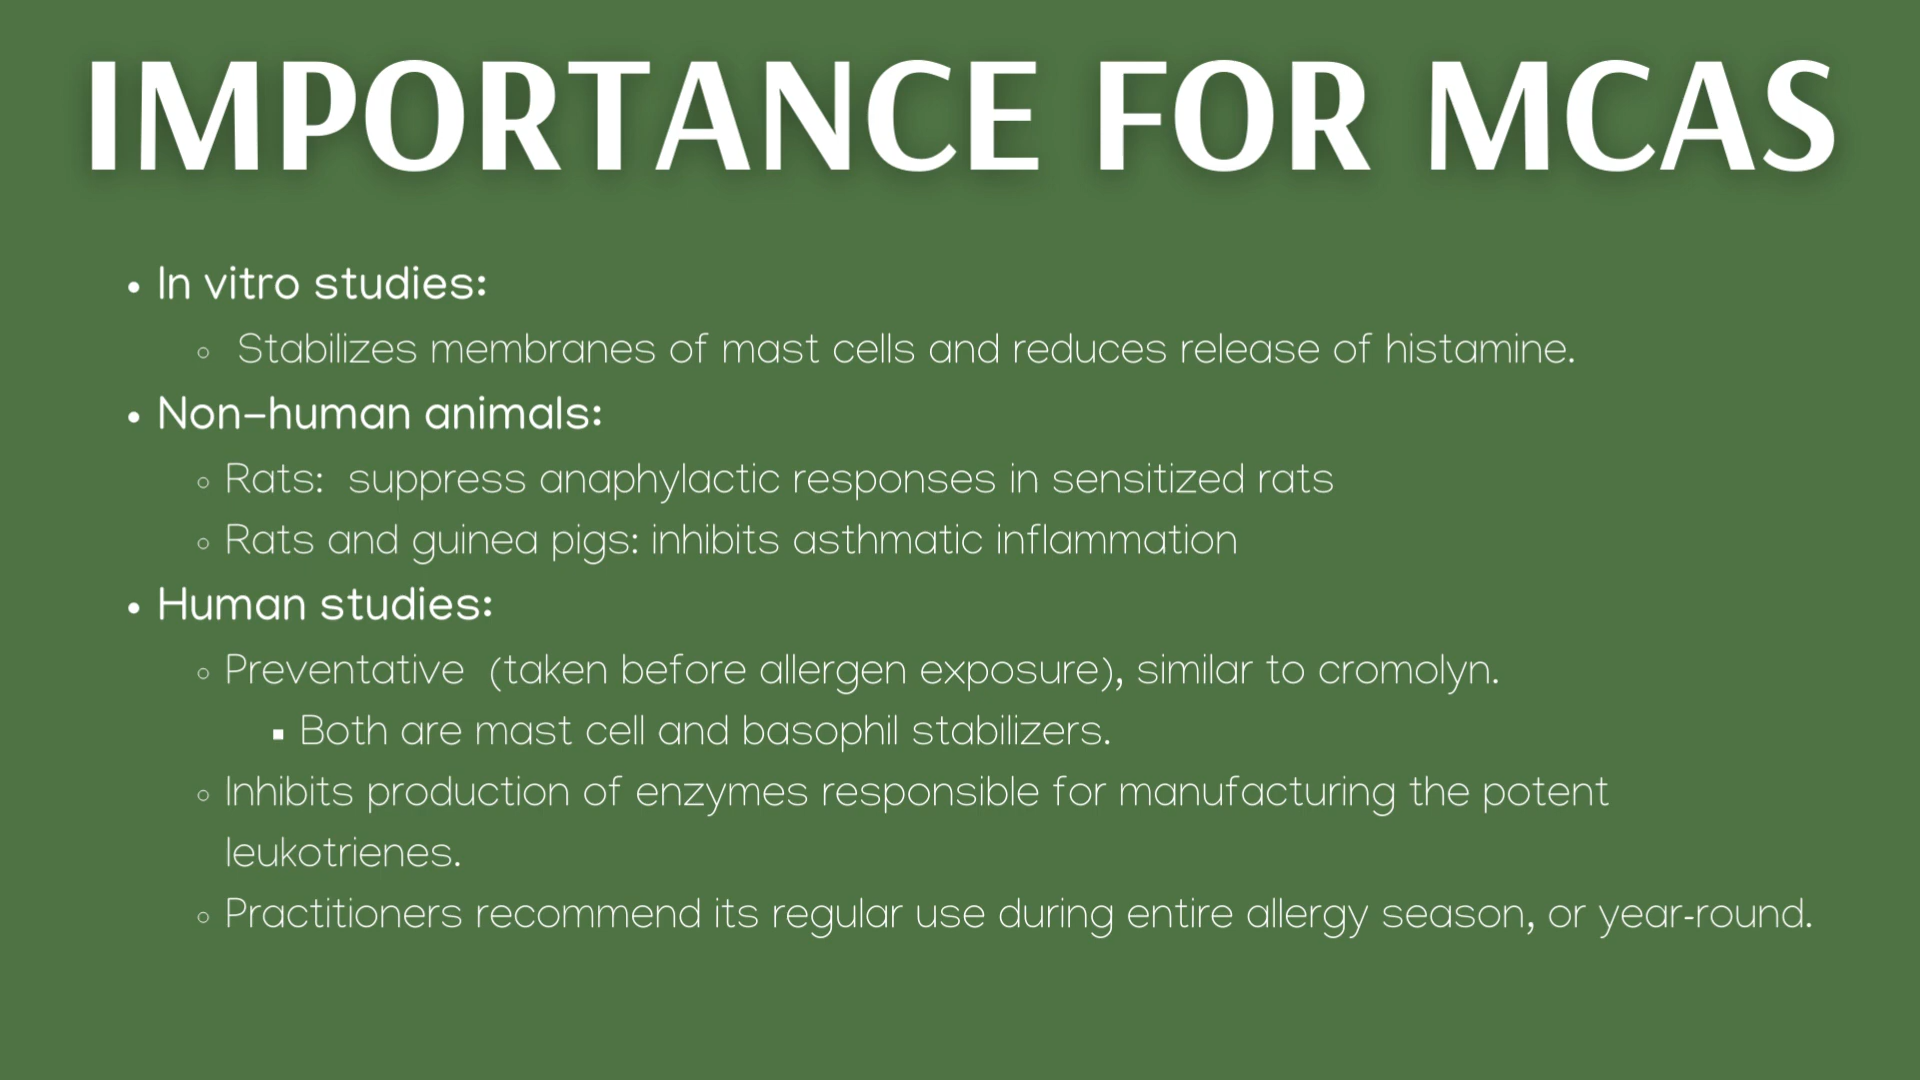 IMPORTANCE FOR MCAS
• In vitro studies:
◦ Stabilizes membranes of mast cells and reduces release of histamine.
• Non-human animals:
◦ Rats: suppress anaphylactic responses in sensitized rats
◦ Rats and guinea pigs: inhibits asthmatic inflammation
• Human studies:
◦ Preventative (taken before allergen exposure), similar to cromolyn.
▪ Both are mast cell and basophil stabilizers.
◦ Inhibits production of enzymes responsible for manufacturing the potent
leukotrienes.
◦ Practitioners recommend its regular use during entire allergy season, or year-round.